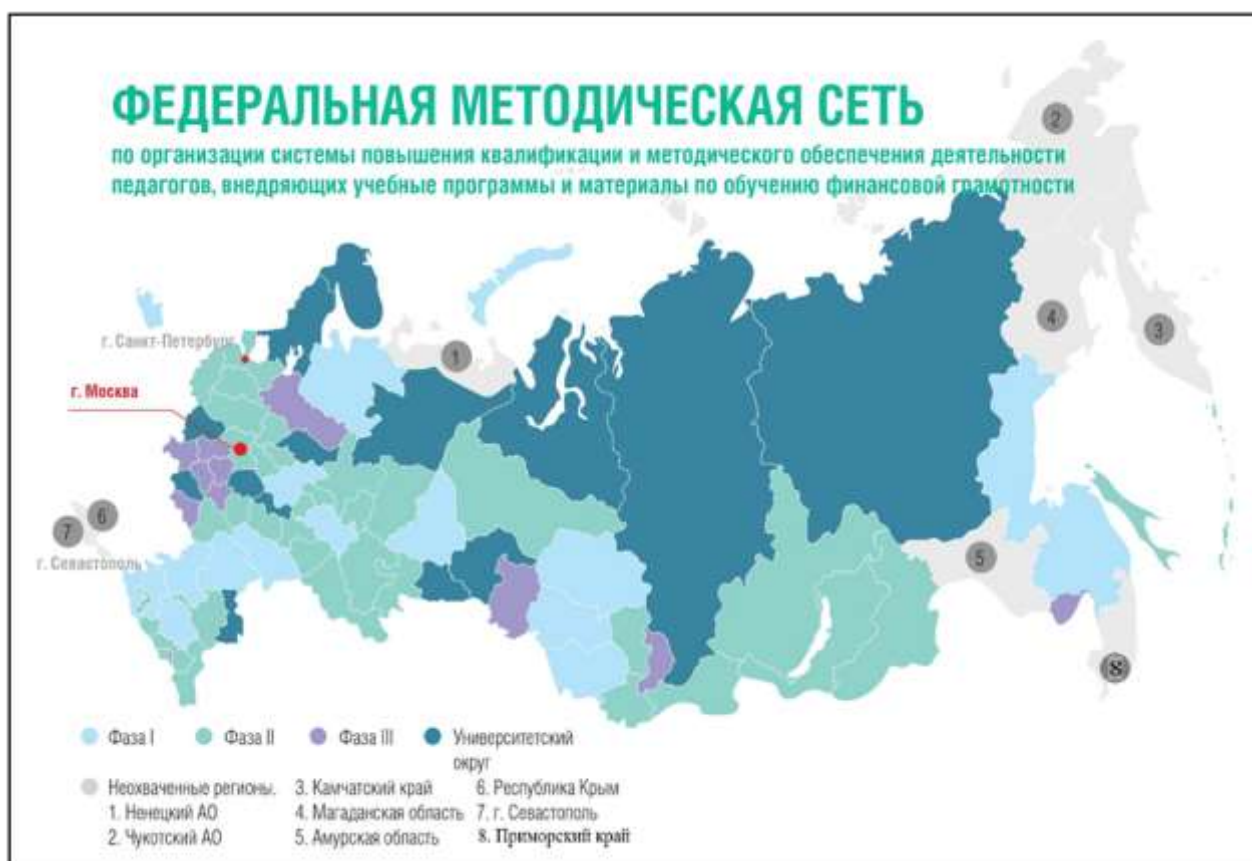 ФЕДЕРАЛЬНАЯ МЕТОДИЧЕСКАЯ СЕТЬ
по организации системы повышения квалификации и методического обеспечения деятельности
педагогов, внедряющих учебные программы и материалы по обучению финансовой грамотности
2
г. Санкт-Петербург
1
4
3
г. Москва
6
7
г. Севастополь
5
8
Фаза I
Фаза II
Фаза III
Университетский
округ
Неохваченные регионы.
1. Ненецкий АО
2. Чукотский АО
3. Камчатский край
4. Магаданская область
5. Амурская область
6. Республика Крым
7. г. Севастополь
8. Приморский край